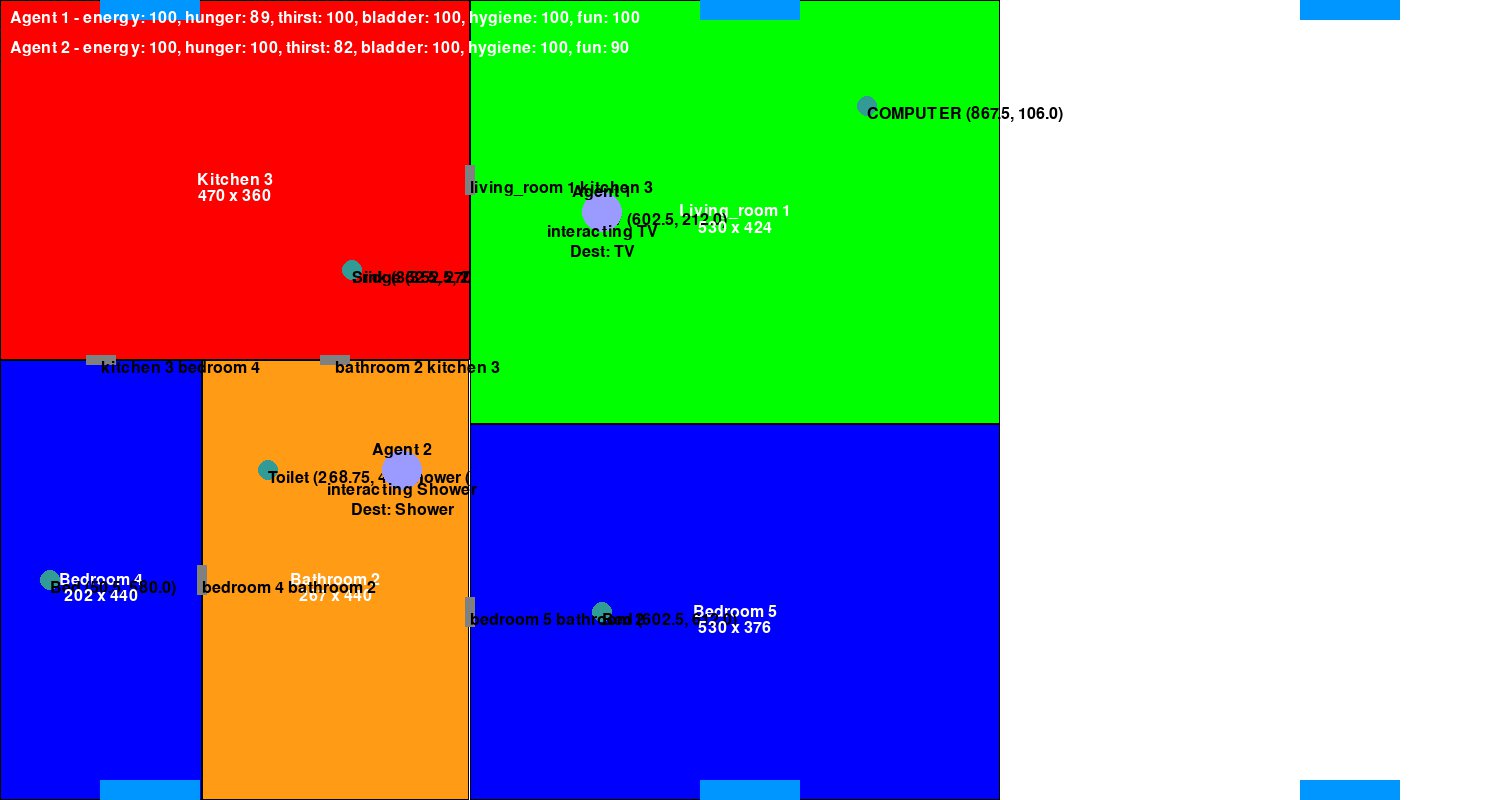 Agent 1 - energy: 100, hunger: 89, thirst: 100, bladder: 100, hygiene: 100, fun: 100
Agent 2 - energy: 100, hunger: 100, thirst: 82, bladder: 100, hygiene: 100, fun: 90
COMPUTER (867.5, 106.0)
Kitchen 3
470 x 360
living_room 1 kitchen 3
Agent 1
Living_room 1
(602.5, 212.0)
530 x 424
interacting TV
Dest: TV
kitchen 3 bedroom 4
bathroom 2 kitchen 3
Agent 2
Toilet (268.75,
interacting Shower
Dest: Shower
Bedroom 4
202 x 440
bedroom 4 bathroom 2
Bathroom 2
267 x 440
bedroom 5 bathroom 2
Bed (602.5,
Bedroom 5
530 x 376